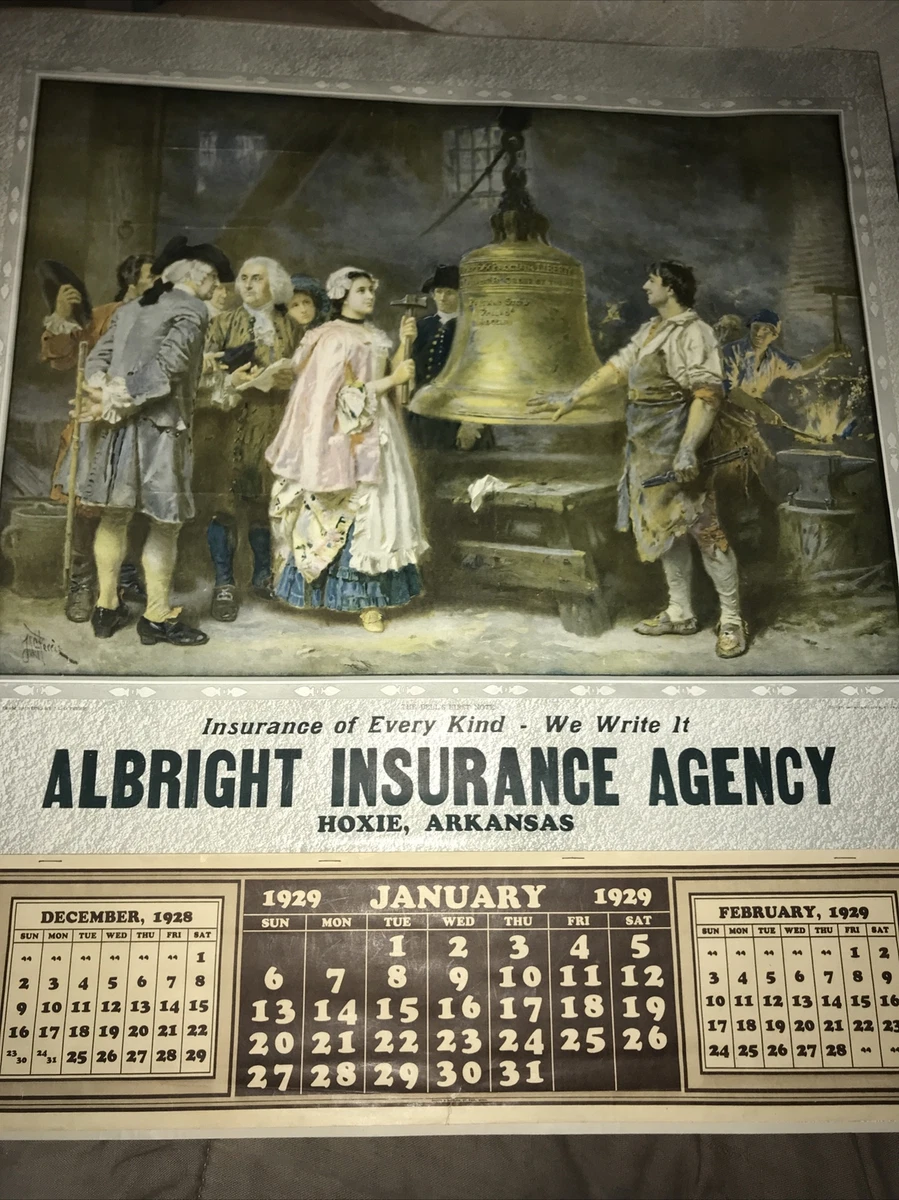 THE BELL'S FIRST NOTE
Insurance of Every Kind - We Write It
ALBRIGHT INSURANCE AGENCY
HOXIE, ARKANSAS
DECEMBER, 1928
SUN MON TUE WED THU FRI SAT
" " " " " " 1
2 3 4 5 6 7 8
9 10 11 12 13 14 15
16 17 18 19 20 21 22
23/30 24/31 25 26 27 28 29
1929 JANUARY 1929
SUN MON TUE WED THU FRI SAT
1 2 3 4 5
6 7 8 9 10 11 12
13 14 15 16 17 18 19
20 21 22 23 24 25 26
27 28 29 30 31
FEBRUARY, 1929
SUN MON TUE WED THU FRI SAT
" " " " " 1 2
3 4 5 6 7 8 9
10 11 12 13 14 15 16
17 18 19 20 21 22 23
24 25 26 27 28 " "